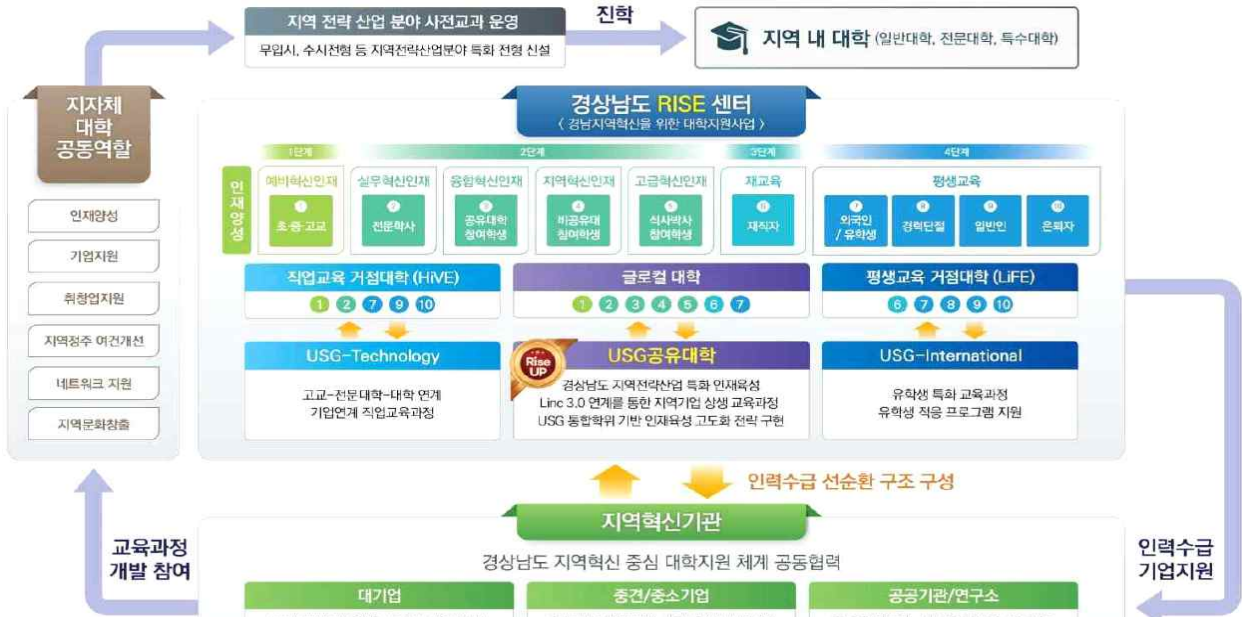 지역 전략 산업 분야 사전교과 운영
무입시, 수시전형 등 지역전략산업분야 특화 전형 신설
진학
지역 내 대학 (일반대학, 전문대학, 특수대학)
지자체
대학
공동역할
인재양성
기업지원
취창업지원
지역정주 여건개선
네트워크 지원
지역문화창출
경상남도 RISE 센터
< 경남지역혁신을 위한 대학지원사업 >
1단계
2단계
3단계
4단계
인재양성
예비혁신인재
1
초·중·고교
실무혁신인재
2
전문학사
융합혁신인재
3
공유대학
참여학생
지역혁신인재
4
비공유대
참여학생
고급혁신인재
5
석사박사
참여학생
재교육
6
재직자
평생교육
7
외국인
/ 유학생
8
경력단절
9
일반인
10
은퇴자
직업교육 거점대학 (HiVE)
1 2 7 9 10
글로컬 대학
1 2 3 4 5 6 7
평생교육 거점대학 (LiFE)
6 7 8 9 10
USG-Technology
고교-전문대학-대학 연계
기업연계 직업교육과정
Rise
UP
USG공유대학
경상남도 지역전략산업 특화 인재육성
Linc 3.0 연계를 통한 지역기업 상생 교육과정
USG 통합학위 기반 인재육성 고도화 전략 구현
USG-International
유학생 특화 교육과정
유학생 적응 프로그램 지원
인력수급 선순환 구조 구성
지역혁신기관
경상남도 지역혁신 중심 대학지원 체계 공동협력
교육과정
개발 참여
인력수급
기업지원
대기업
중견/중소기업
공공기관/연구소